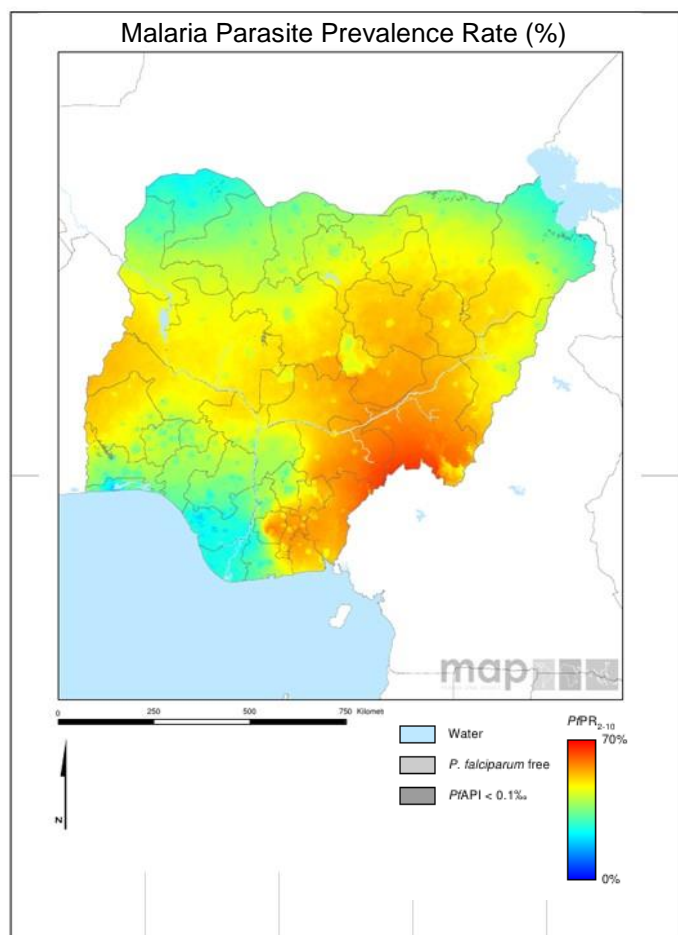 Malaria Parasite Prevalence Rate (%)
map
0 250 500 750 Kilomet
Water
P. falciparum free
PfAPI < 0.1‰
PfPR2-10
70%
0%
N